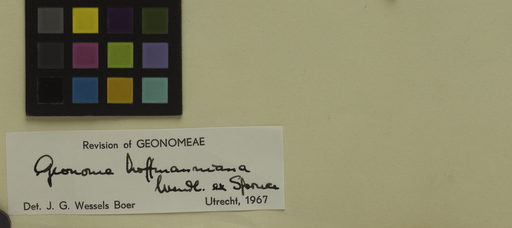 Revision of GEONOMEAE
Geonoma hoffmanniana
Wendl. ex Spruce
Det. J. G. Wessels Boer Utrecht, 1967